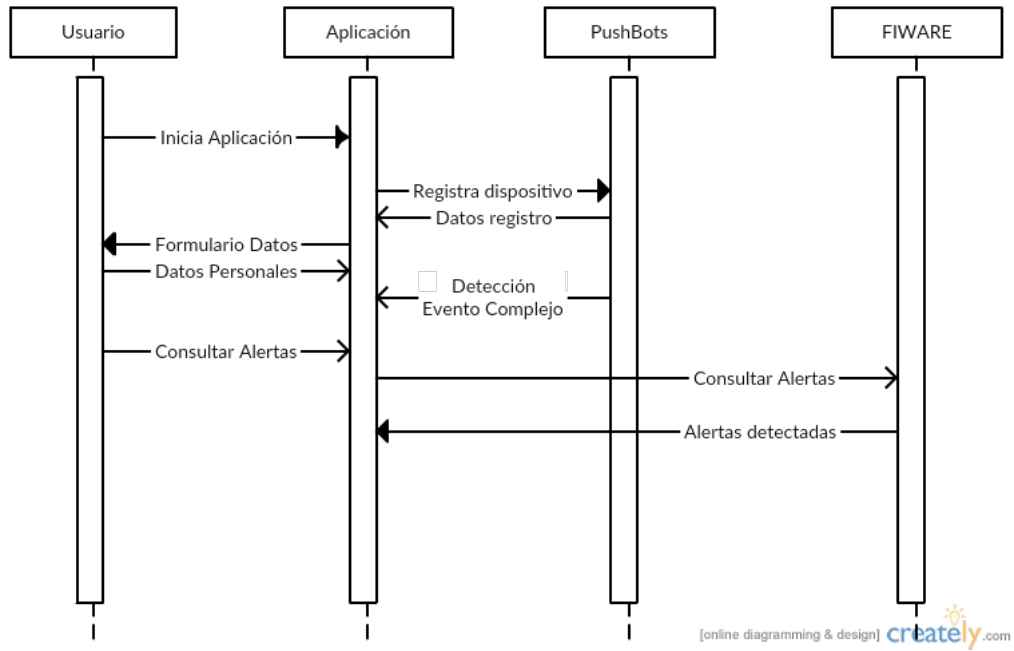 Usuario
Aplicación
PushBots
FIWARE
Inicia Aplicación
Registra dispositivo
Datos registro
Formulario Datos
Datos Personales
Detección
Evento Complejo
Consultar Alertas
Consultar Alertas
Alertas detectadas
[online diagramming & design] creately.com